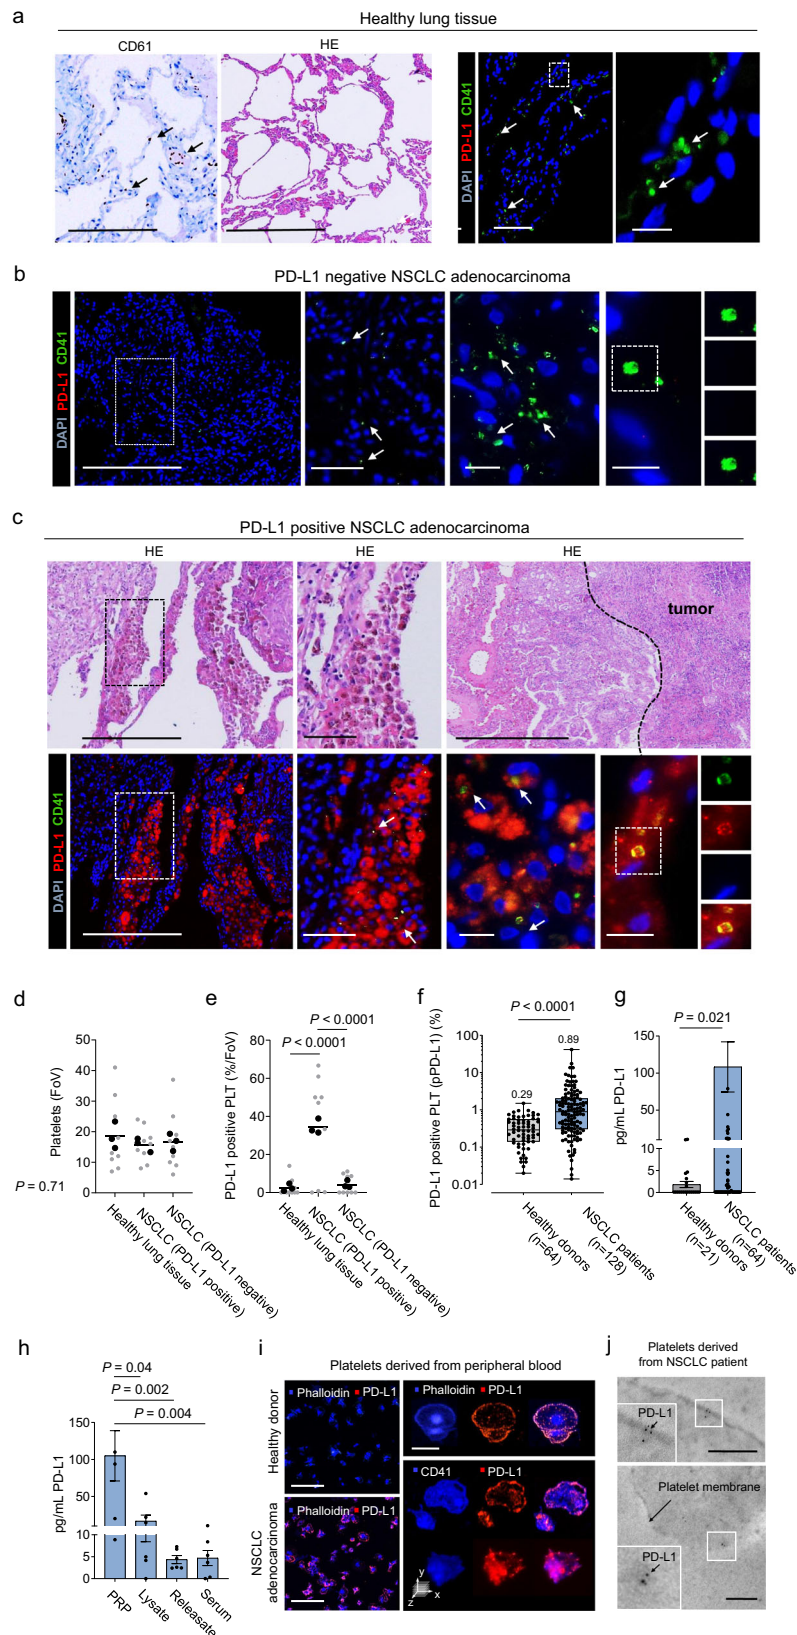 a
Healthy lung tissue
CD61
HE
DAPI PD-L1 CD41
b
PD-L1 negative NSCLC adenocarcinoma
DAPI PD-L1 CD41
c
PD-L1 positive NSCLC adenocarcinoma
HE
HE
HE
tumor
DAPI PD-L1 CD41
d
Platelets (FoV)
50
40
30
20
10
0
P = 0.71
Healthy lung tissue
NSCLC (PD-L1 positive)
NSCLC (PD-L1 negative)
e
P < 0.0001
P < 0.0001
PD-L1 positive PLT (%/FoV)
80
60
40
20
0
Healthy lung tissue
NSCLC (PD-L1 positive)
NSCLC (PD-L1 negative)
f
P < 0.0001
PD-L1 positive PLT (pPD-L1) (%)
100
10
1
0.1
0.01
0.29
0.89
Healthy donors
(n=64)
NSCLC patients
(n=128)
g
P = 0.021
pg/mL PD-L1
150
100
50
10
5
0
Healthy donors
(n=21)
NSCLC patients
(n=64)
h
P = 0.04
P = 0.002
P = 0.004
pg/mL PD-L1
150
100
50
10
5
0
PRP
Lysate
Releasate
Serum
i
Platelets derived from peripheral blood
Healthy donor
Phalloidin PD-L1
Phalloidin PD-L1
NSCLC
adenocarcinoma
Phalloidin PD-L1
CD41 PD-L1
y
x
z
j
Platelets derived
from NSCLC patient
PD-L1
Platelet membrane
PD-L1